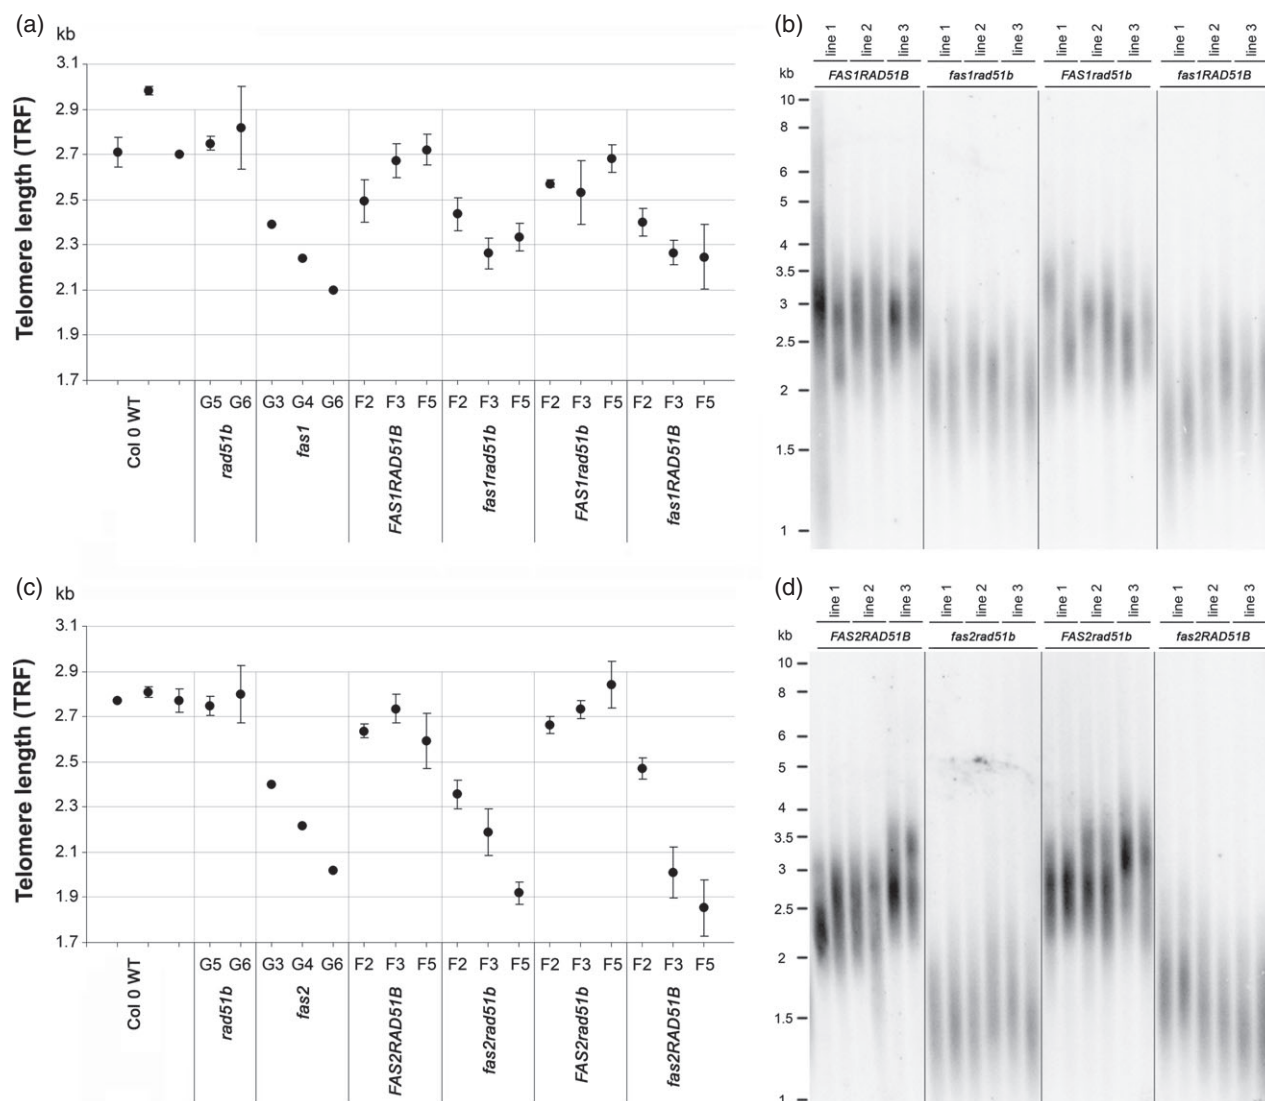 (a)
kb
Telomere length (TRF)
3.1
2.9
2.7
2.5
2.3
2.1
1.9
1.7
G5 G6 G3 G4 G6 F2 F3 F5 F2 F3 F5 F2 F3 F5 F2 F3 F5
Col 0 WT
rad51b
fas1
FAS1RAD51B
fas1rad51b
FAS1rad51b
fas1RAD51B
(b)
line 1 line 2 line 3 line 1 line 2 line 3 line 1 line 2 line 3 line 1 line 2 line 3
kb FAS1RAD51B fas1rad51b FAS1rad51b fas1RAD51B
10
8
6
5
4
3.5
3
2.5
2
1.5
1
(c)
kb
Telomere length (TRF)
3.1
2.9
2.7
2.5
2.3
2.1
1.9
1.7
G5 G6 G3 G4 G6 F2 F3 F5 F2 F3 F5 F2 F3 F5 F2 F3 F5
Col 0 WT
rad51b
fas2
FAS2RAD51B
fas2rad51b
FAS2rad51b
fas2RAD51B
(d)
line 1 line 2 line 3 line 1 line 2 line 3 line 1 line 2 line 3 line 1 line 2 line 3
kb FAS2RAD51B fas2rad51b FAS2rad51b fas2RAD51B
10
8
6
5
4
3.5
3
2.5
2
1.5
1